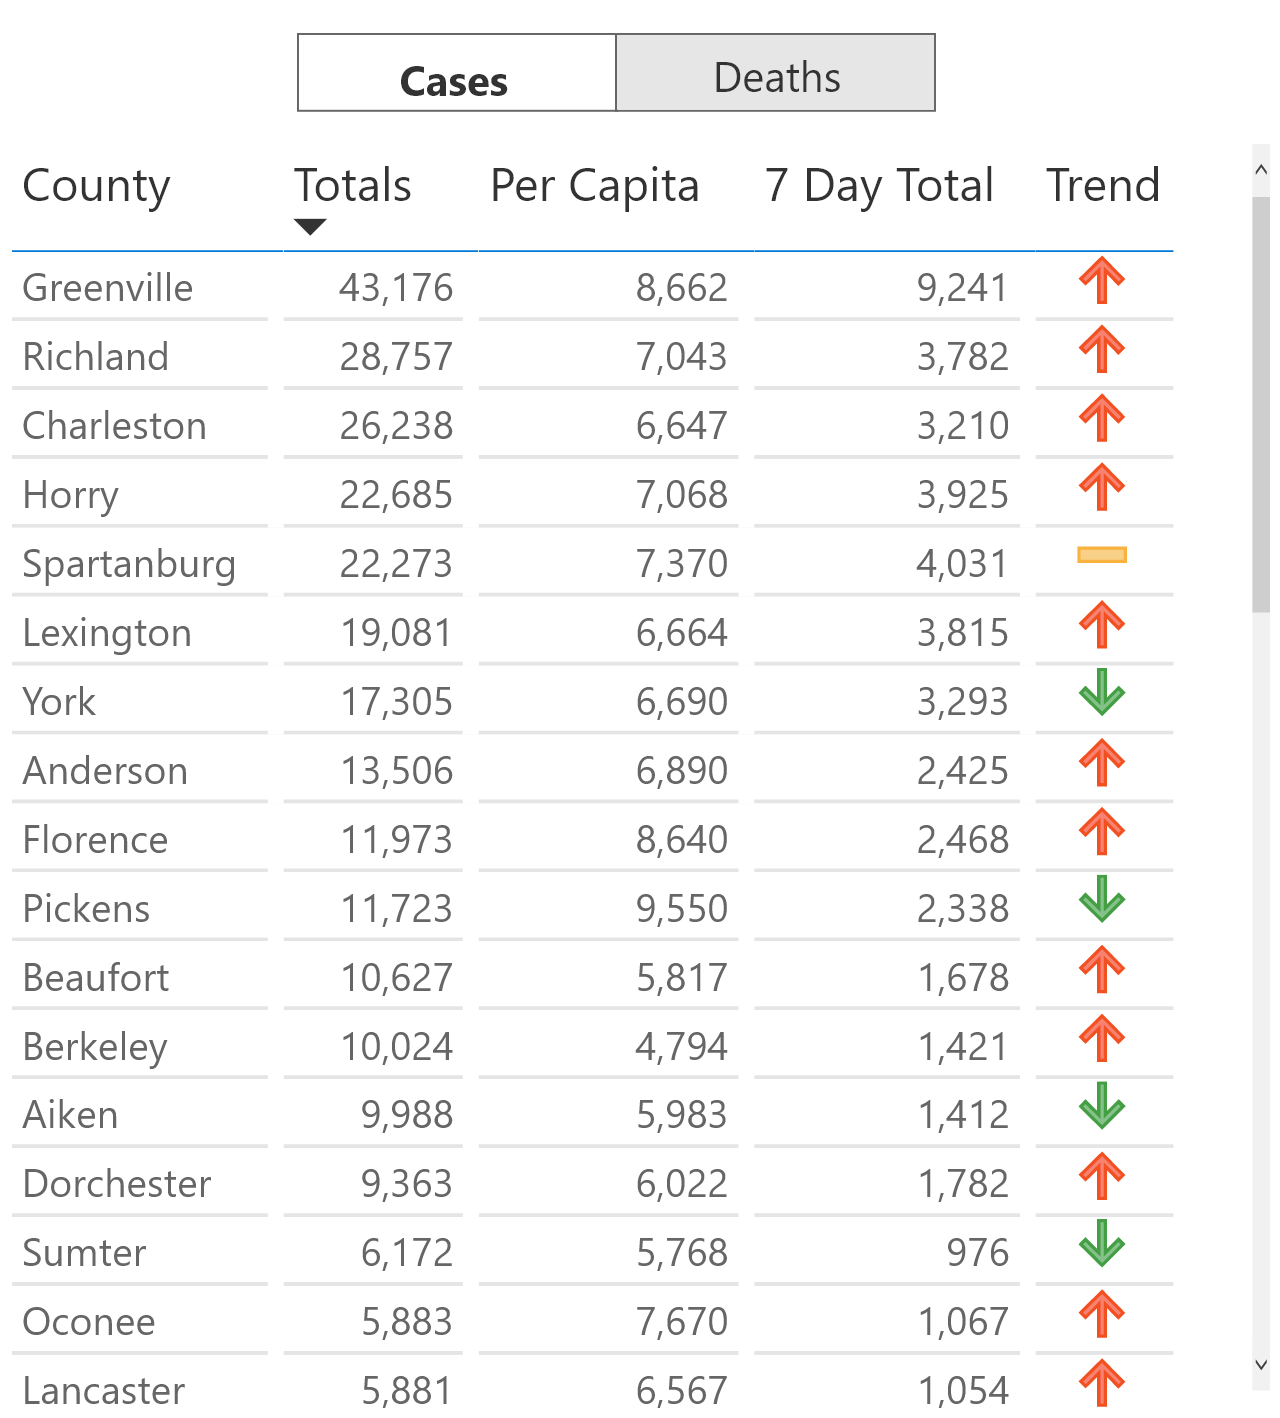 Cases Deaths
County Totals Per Capita 7 Day Total Trend
Greenville 43,176 8,662 9,241
Richland 28,757 7,043 3,782
Charleston 26,238 6,647 3,210
Horry 22,685 7,068 3,925
Spartanburg 22,273 7,370 4,031
Lexington 19,081 6,664 3,815
York 17,305 6,690 3,293
Anderson 13,506 6,890 2,425
Florence 11,973 8,640 2,468
Pickens 11,723 9,550 2,338
Beaufort 10,627 5,817 1,678
Berkeley 10,024 4,794 1,421
Aiken 9,988 5,983 1,412
Dorchester 9,363 6,022 1,782
Sumter 6,172 5,768 976
Oconee 5,883 7,670 1,067
Lancaster 5,881 6,567 1,054